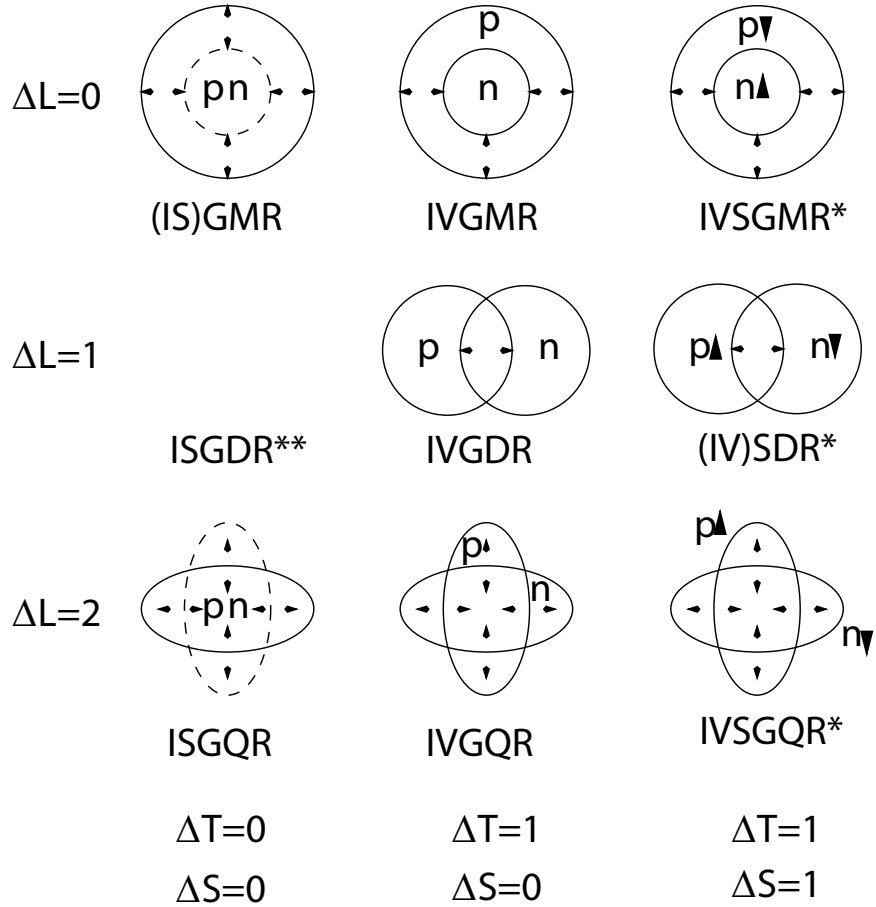 p p▼
ΔL=0 pn n n▲
(IS)GMR IVGMR IVSGMR*
ΔL=1 p n p▲ n▼
ISGDR** IVGDR (IV)SDR*
p▲
p
ΔL=2 pn n n▼
ISGQR IVGQR IVSGQR*
ΔT=0 ΔT=1 ΔT=1
ΔS=0 ΔS=0 ΔS=1